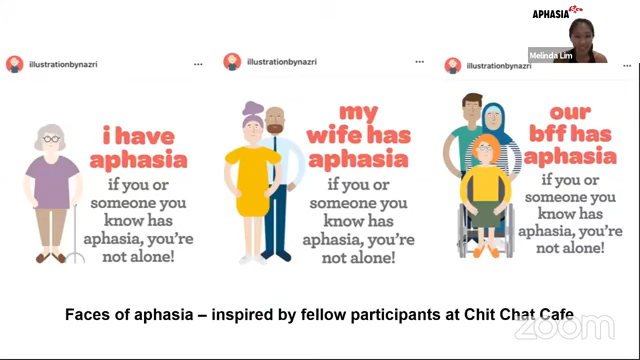 APHASIA SG
Melinda Lim
illustrationbynazri
i have
aphasia
if you or
someone you
know has
aphasia, you're
not alone!
illustrationbynazri
my
wife has
aphasia
if you or
someone you
know has
aphasia, you're
not alone!
illustrationbynazri
our
bff has
aphasia
if you or
someone you
know has
aphasia, you're
not alone!
Faces of aphasia – inspired by fellow participants at Chit Chat Cafe
zoom